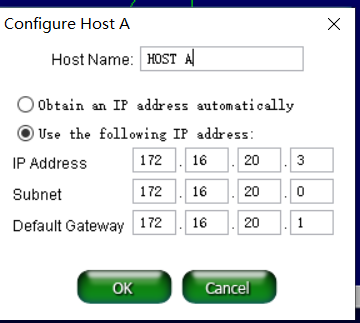 Configure Host A
Host Name: HOST A
Obtain an IP address automatically
Use the following IP address:
IP Address 172 . 16 . 20 . 3
Subnet 172 . 16 . 20 . 0
Default Gateway 172 . 16 . 20 . 1
OK Cancel